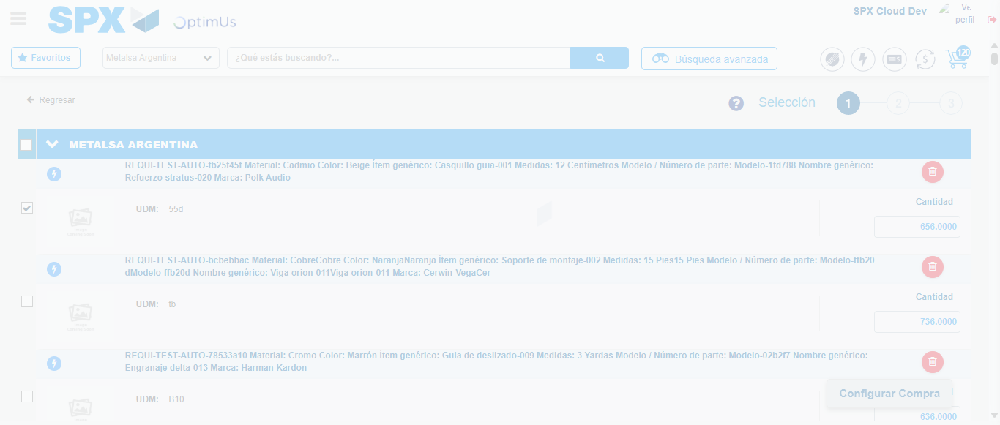 SPX
OptimUs
SPX Cloud Dev
Ve
perfil
Favoritos
Metalsa Argentina
¿Qué estás buscando?...
Búsqueda avanzada
120
Regresar
?
Selección
1
2
3
METALSA ARGENTINA
REQUI-TEST-AUTO-fb25f45f Material: Cadmio Color: Beige Ítem genérico: Casquillo guia-001 Medidas: 12 Centímetros Modelo / Número de parte: Modelo-1fd788 Nombre genérico:
Refuerzo stratus-020 Marca: Polk Audio
UDM: 55d
Cantidad
656.0000
REQUI-TEST-AUTO-bcbebbac Material: CobreCobre Color: NaranjaNaranja Ítem genérico: Soporte de montaje-002 Medidas: 15 Pies15 Pies Modelo / Número de parte: Modelo-ffb20
dModelo-ffb20d Nombre genérico: Viga orion-011Viga orion-011 Marca: Cerwin-VegaCer
UDM: tb
Cantidad
736.0000
REQUI-TEST-AUTO-78533a10 Material: Cromo Color: Marrón Ítem genérico: Guia de deslizado-009 Medidas: 3 Yardas Modelo / Número de parte: Modelo-02b2f7 Nombre genérico:
Engranaje delta-013 Marca: Harman Kardon
UDM: B10
Configurar Compra
636.0000